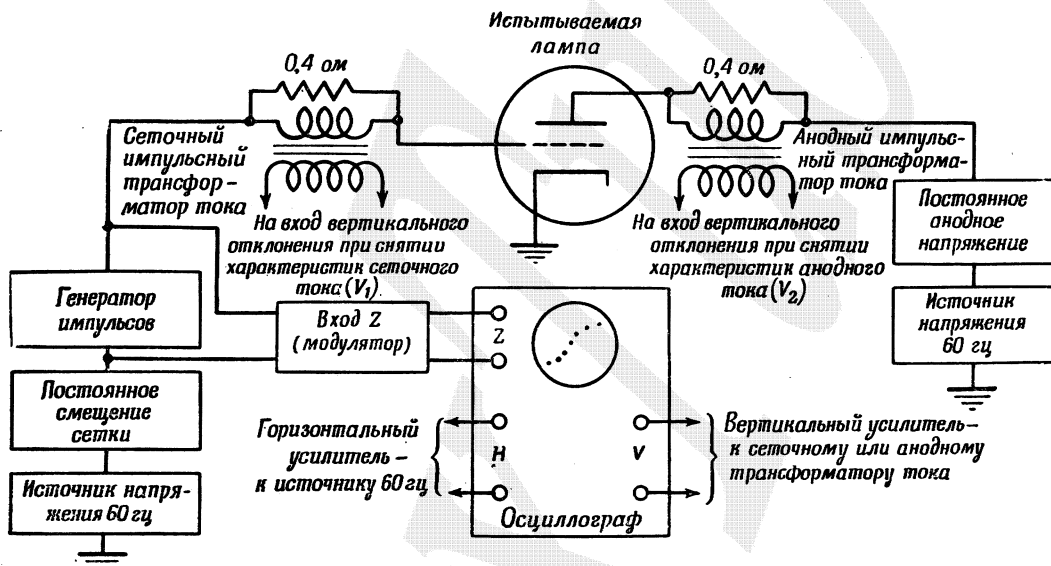 Испытываемая
лампа
0,4 ом
0,4 ом
Сеточный
импульсный
трансфор-
матор тока
Анодный импульс-
ный трансформа-
тор тока
На вход вертикального
отклонения при снятии
характеристик сеточного
тока (V₁)
На вход вертикального
отклонения при снятии
характеристик анодного
тока (V₂)
Постоянное
анодное
напряжение
Источник
напряжения
60 гц
Генератор
импульсов
Вход Z
(модулятор)
Z
Постоянное
смещение
сетки
Источник напря-
жения 60 гц
Горизонтальный
усилитель –
к источнику 60 гц
H
V
Вертикальный усилитель–
к сеточному или анодному
трансформатору тока
Осциллограф